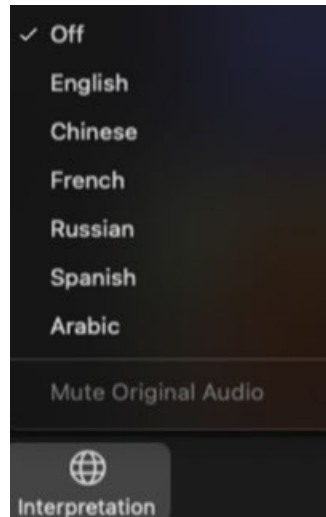 Off
English
Chinese
French
Russian
Spanish
Arabic
Mute Original Audio
Interpretation